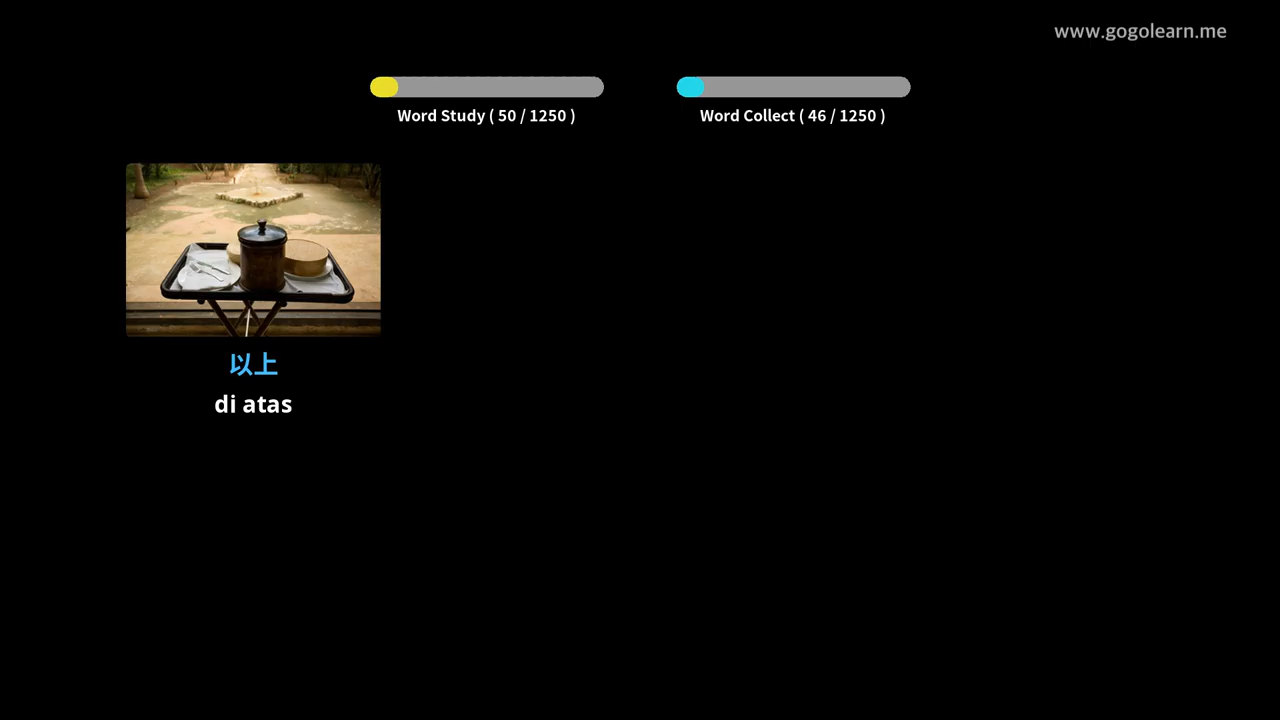 www.gogolearn.me
Word Study ( 50 / 1250 )
Word Collect ( 46 / 1250 )
以上
di atas